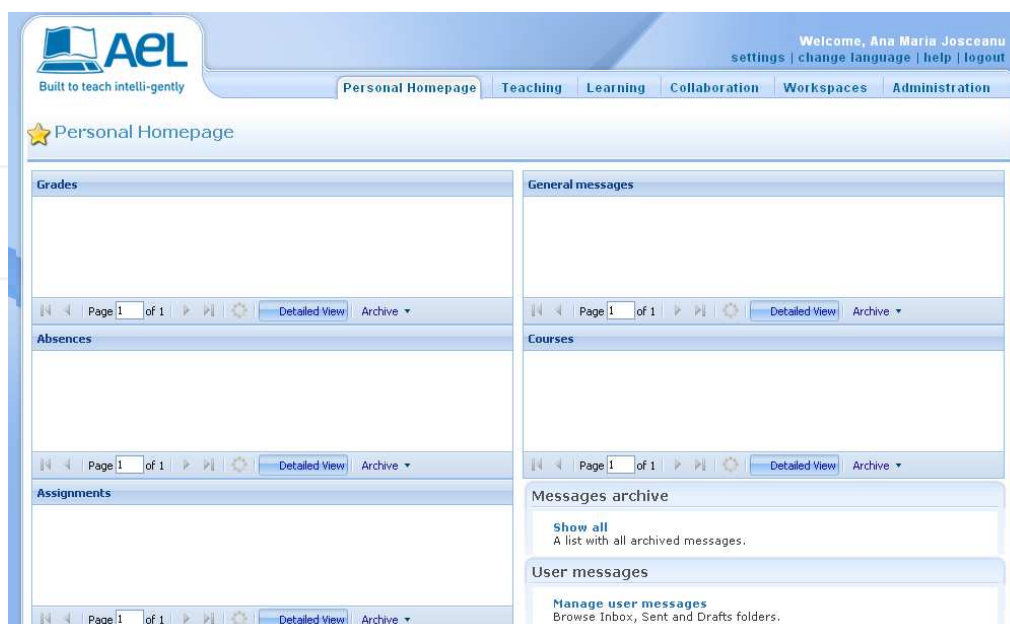 AeL
Built to teach intelli-gently
Welcome, Ana Maria Josceanu
settings | change language | help | logout
Personal Homepage
Teaching
Learning
Collaboration
Workspaces
Administration
Personal Homepage
Grades
Page 1 of 1
Detailed View
Archive
General messages
Page 1 of 1
Detailed View
Archive
Absences
Page 1 of 1
Detailed View
Archive
Courses
Page 1 of 1
Detailed View
Archive
Assignments
Page 1 of 1
Detailed View
Archive
Messages archive
Show all
A list with all archived messages.
User messages
Manage user messages
Browse Inbox, Sent and Drafts folders.